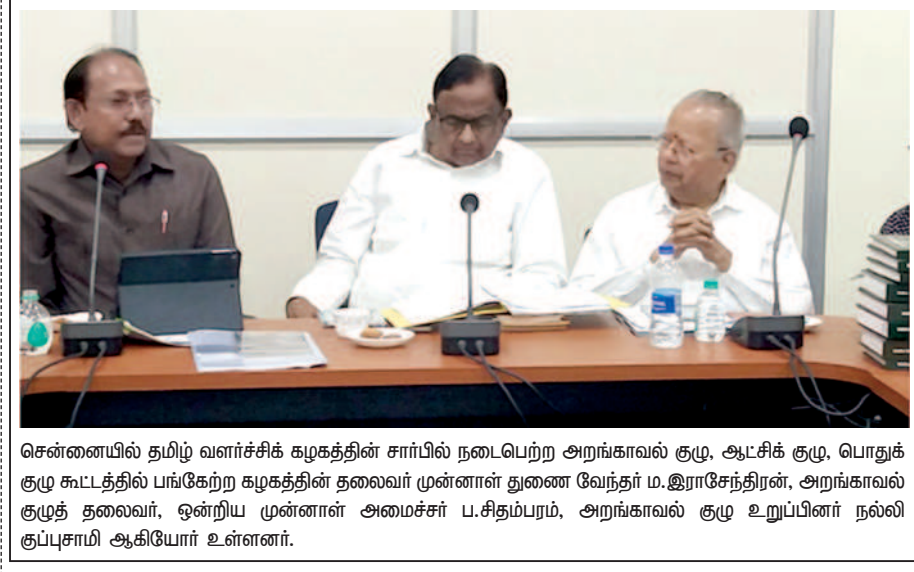 சென்னையில் தமிழ் வளர்ச்சிக் கழகத்தின் சார்பில் நடைபெற்ற அறங்காவல் குழு, ஆட்சிக் குழு, பொதுக்
குழு கூட்டத்தில் பங்கேற்ற கழகத்தின் தலைவர் முன்னாள் துணை வேந்தர் ம.இராசேந்திரன், அறங்காவல்
குழுத் தலைவர், ஒன்றிய முன்னாள் அமைச்சர் ப.சிதம்பரம், அறங்காவல் குழு உறுப்பினர் நல்லி
குப்புசாமி ஆகியோர் உள்ளனர்.